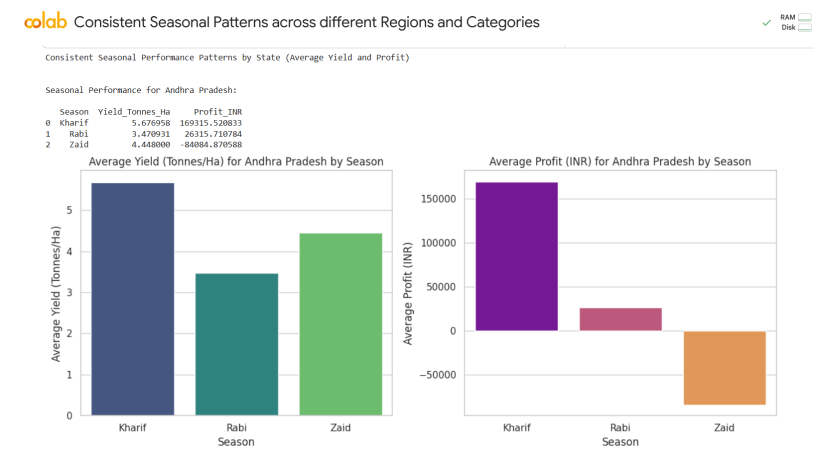 colab Consistent Seasonal Patterns across different Regions and Categories
RAM
Disk
Consistent Seasonal Performance Patterns by State (Average Yield and Profit)
Seasonal Performance for Andhra Pradesh:
Season Yield_Tonnes_Ha Profit_INR
0 Kharif 5.676958 169315.520833
1 Rabi 3.470931 26315.710784
2 Zaid 4.448000 -84084.870588
Average Yield (Tonnes/Ha) for Andhra Pradesh by Season
Average Yield (Tonnes/Ha)
5
4
3
2
1
0
Kharif Rabi Zaid
Season
Average Profit (INR) for Andhra Pradesh by Season
Average Profit (INR)
150000
100000
50000
0
−50000
Kharif Rabi Zaid
Season